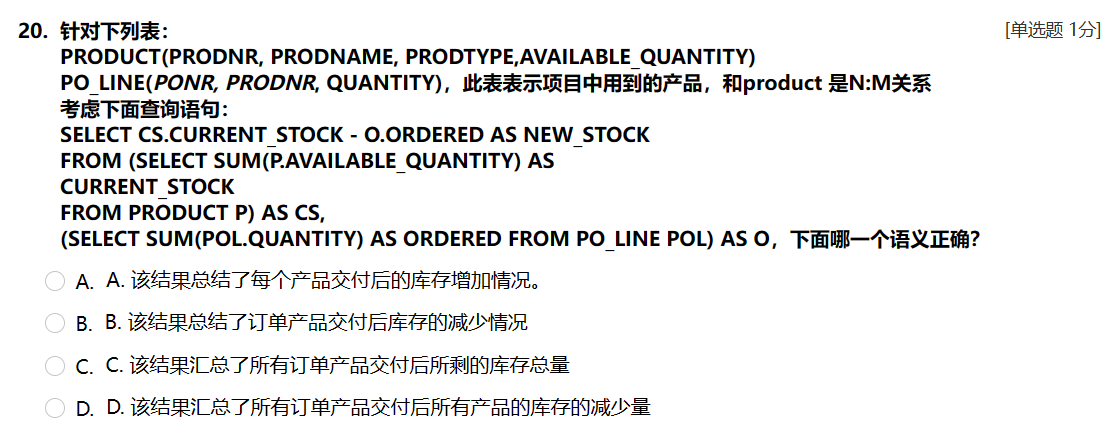 20. 针对下列表： [单选题 1分]
PRODUCT(PRODNR, PRODNAME, PRODTYPE,AVAILABLE_QUANTITY)
PO_LINE(PONR, PRODNR, QUANTITY)，此表表示项目中用到的产品，和product 是N:M关系
考虑下面查询语句：
SELECT CS.CURRENT_STOCK - O.ORDERED AS NEW_STOCK
FROM (SELECT SUM(P.AVAILABLE_QUANTITY) AS
CURRENT_STOCK
FROM PRODUCT P) AS CS,
(SELECT SUM(POL.QUANTITY) AS ORDERED FROM PO_LINE POL) AS O，下面哪一个语义正确？
A. A. 该结果总结了每个产品交付后的库存增加情况。
B. B. 该结果总结了订单产品交付后库存的减少情况
C. C. 该结果汇总了所有订单产品交付后所剩的库存总量
D. D. 该结果汇总了所有订单产品交付后所有产品的库存的减少量